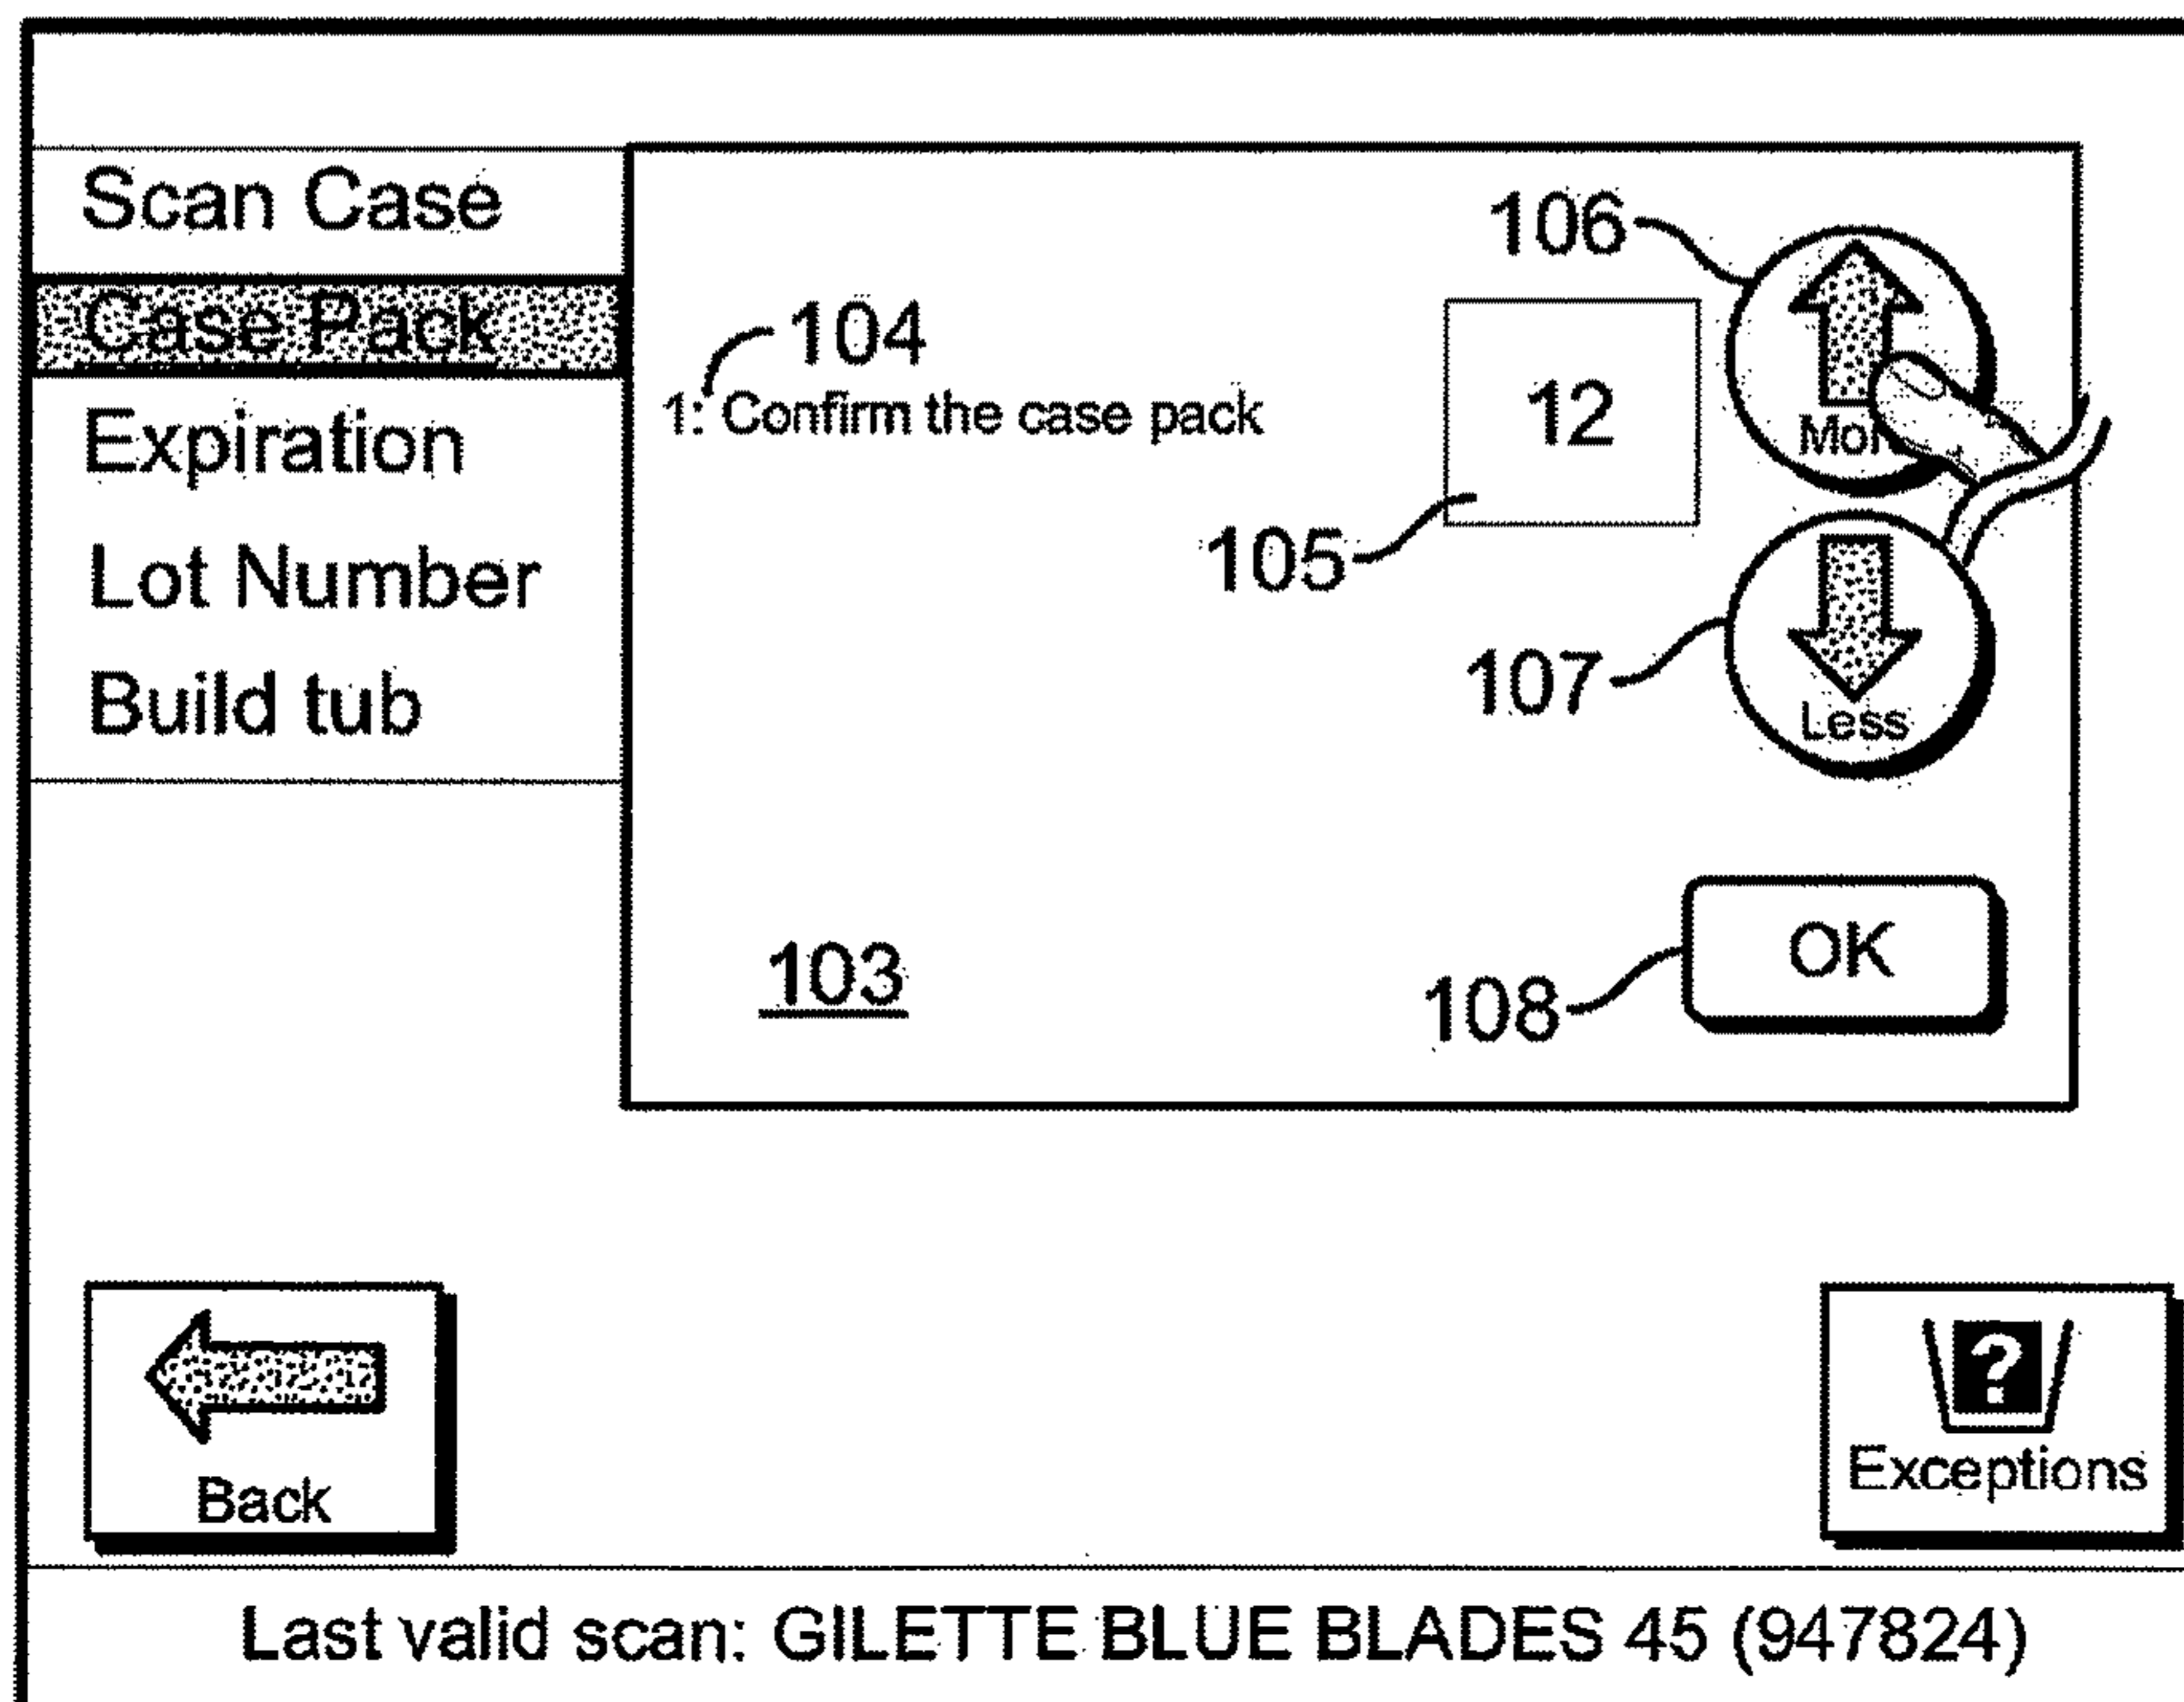 Scan Case
Case Pack
Expiration
Lot Number
Build tub
104
1: Confirm the case pack
106
12
105
Mor
107
Less
103
108
OK
Back
?
Exceptions
Last valid scan: GILETTE BLUE BLADES 45 (947824)